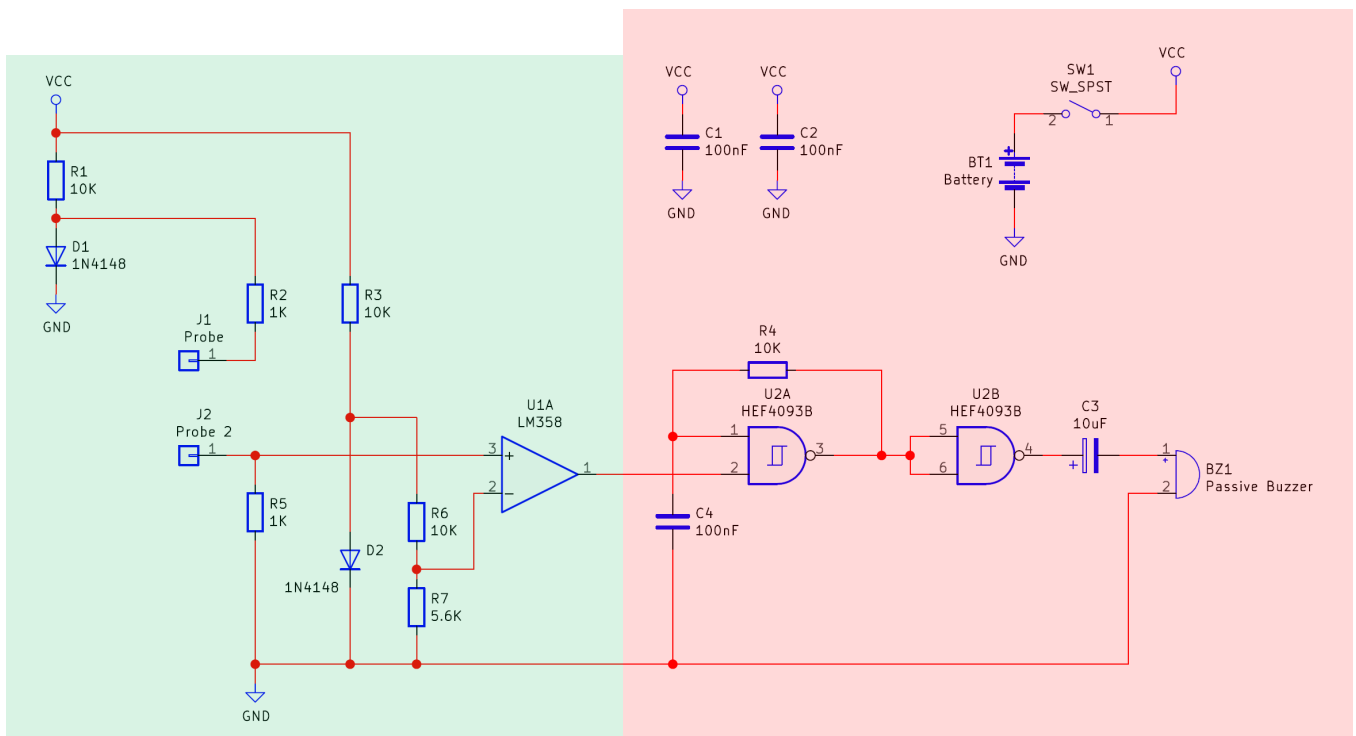 VCC
R1
10K
D1
1N4148
GND
R2
1K
R3
10K
J1
Probe
1
J2
Probe 2
1
R5
1K
D2
1N4148
R6
10K
R7
5.6K
GND
U1A
LM358
3
+
2
−
1
VCC
C1
100nF
GND
VCC
C2
100nF
GND
VCC
SW1
SW_SPST
2
1
+
BT1
Battery
GND
R4
10K
U2A
HEF4093B
1
2
3
C4
100nF
U2B
HEF4093B
5
6
4
C3
10uF
+
1
+
2
BZ1
Passive Buzzer